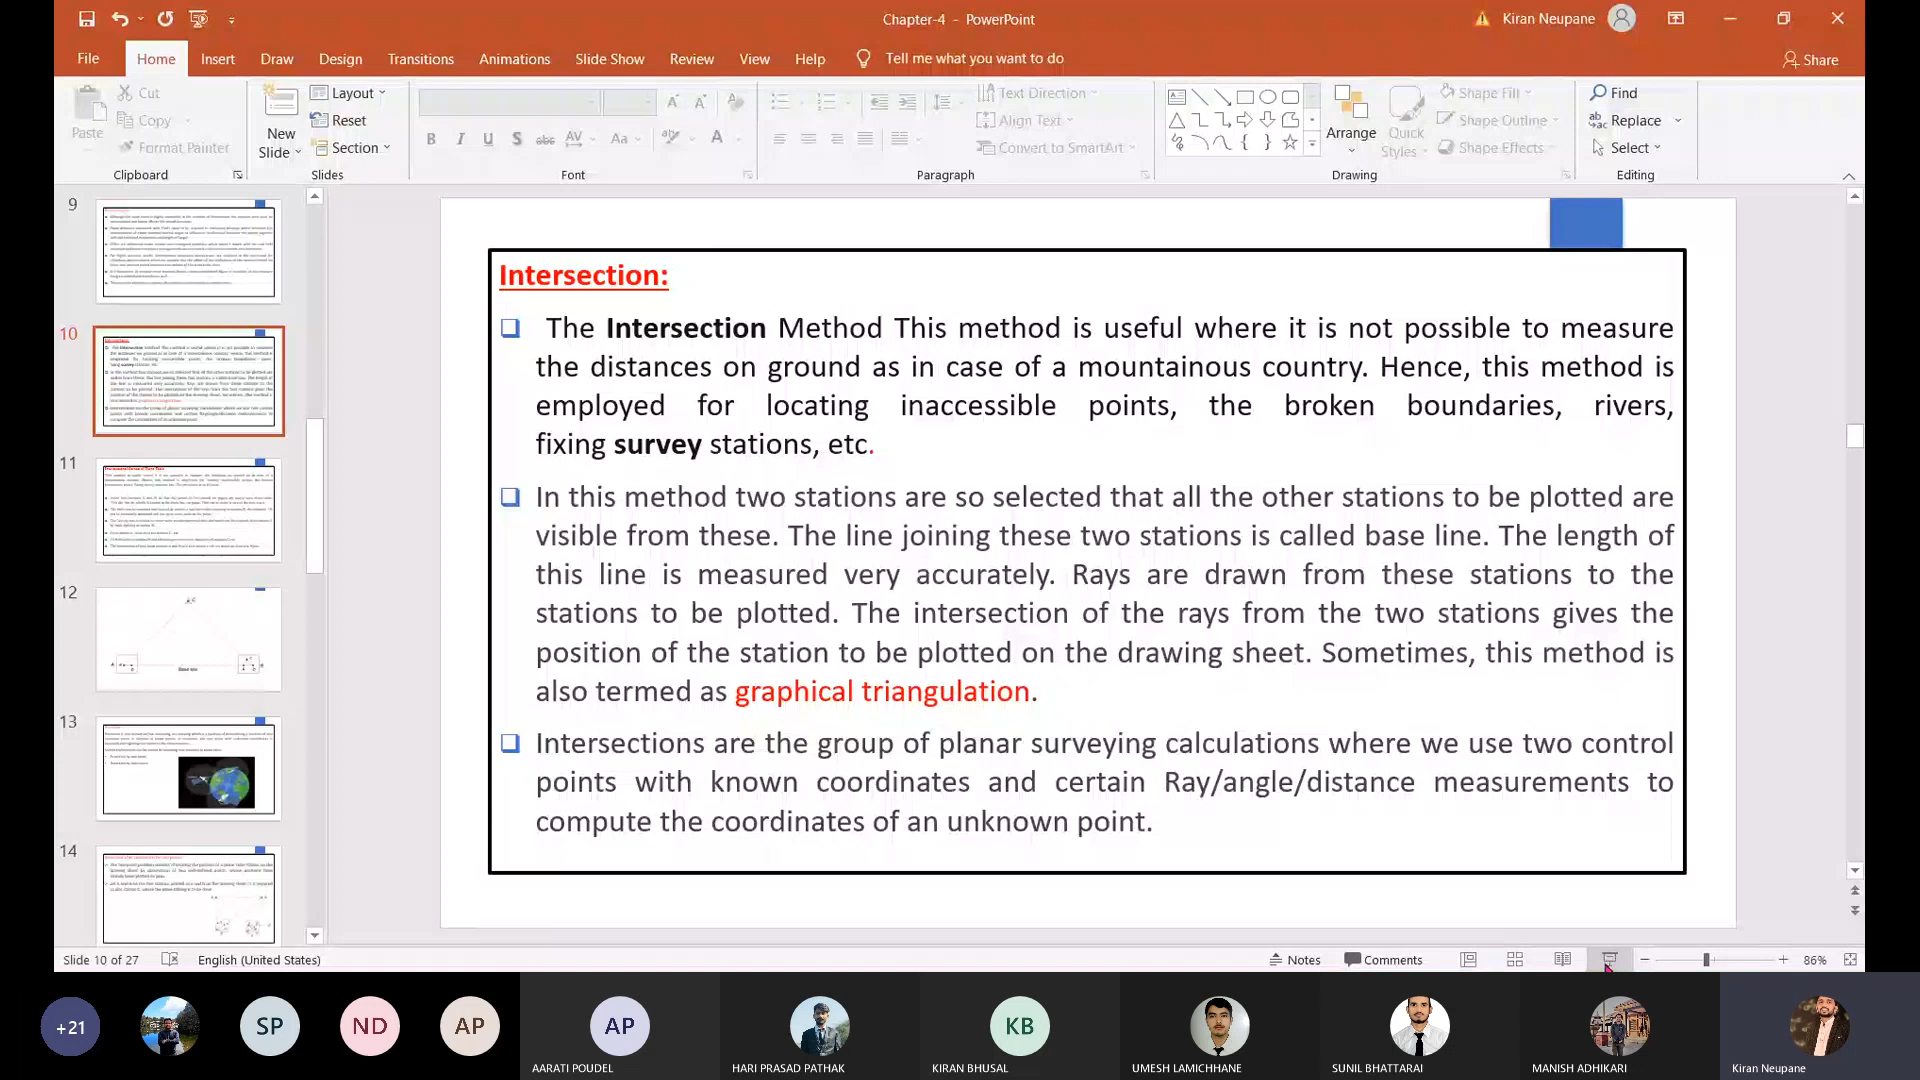 Chapter-4 - PowerPoint
Kiran Neupane
File
Home
Insert
Draw
Design
Transitions
Animations
Slide Show
Review
View
Help
Tell me what you want to do
Share
Paste
Cut
Copy
Format Painter
Clipboard
New
Slide
Layout
Reset
Section
Slides
Font
Text Direction
Align Text
Convert to SmartArt
Paragraph
Arrange
Quick
Styles
Shape Fill
Shape Outline
Shape Effects
Drawing
Find
Replace
Select
Editing
9
10
11
12
13
14
Intersection:
The Intersection Method This method is useful where it is not possible to measure
the distances on ground as in case of a mountainous country. Hence, this method is
employed for locating inaccessible points, the broken boundaries, rivers,
fixing survey stations, etc.
In this method two stations are so selected that all the other stations to be plotted are
visible from these. The line joining these two stations is called base line. The length of
this line is measured very accurately. Rays are drawn from these stations to the
stations to be plotted. The intersection of the rays from the two stations gives the
position of the station to be plotted on the drawing sheet. Sometimes, this method is
also termed as graphical triangulation.
Intersections are the group of planar surveying calculations where we use two control
points with known coordinates and certain Ray/angle/distance measurements to
compute the coordinates of an unknown point.
Slide 10 of 27
English (United States)
Notes
Comments
86%
+21
SP
ND
AP
AP
AARATI POUDEL
HARI PRASAD PATHAK
KB
KIRAN BHUSAL
UMESH LAMICHHANE
SUNIL BHATTARAI
MANISH ADHIKARI
Kiran Neupane